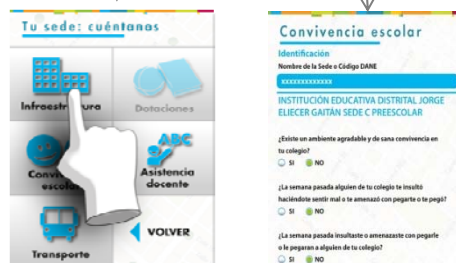 Tu sede: cuéntanos
Infraestructura
Dotaciones
Convivencia
escolar
Asistencia
docente
ABC
Transporte
VOLVER
Convivencia escolar
Identificación
Nombre de la Sede o Código DANE
xxxxxxxxxxxxx
INSTITUCIÓN EDUCATIVA DISTRITAL JORGE
ELIECER GAITÁN SEDE C PREESCOLAR
¿Existe un ambiente agradable y de sana convivencia en
tu colegio?
SI NO
¿La semana pasada alguien de tu colegio te insultó
haciéndote sentir mal o te amenazó con pegarte o te pegó?
SI NO
¿La semana pasada insultaste o amenazaste con pegarle
o le pegaran a alguien de tu colegio?
SI NO